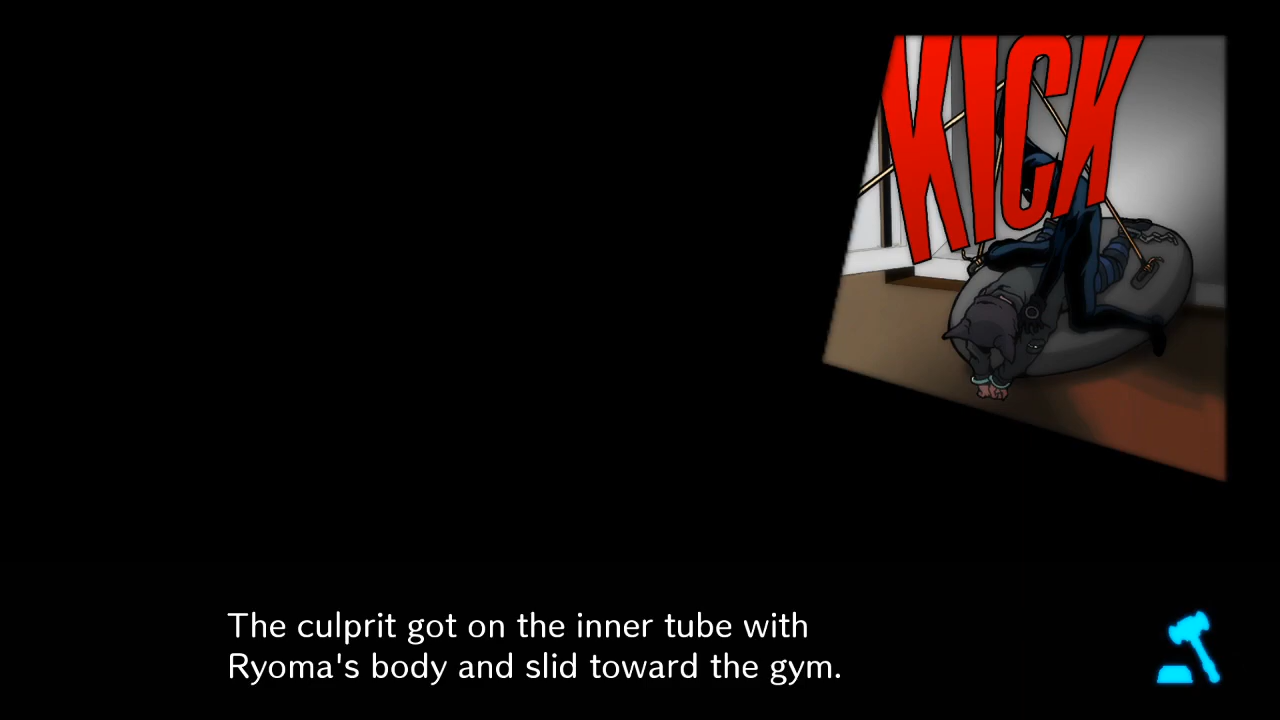 KICK
The culprit got on the inner tube with
Ryoma's body and slid toward the gym.